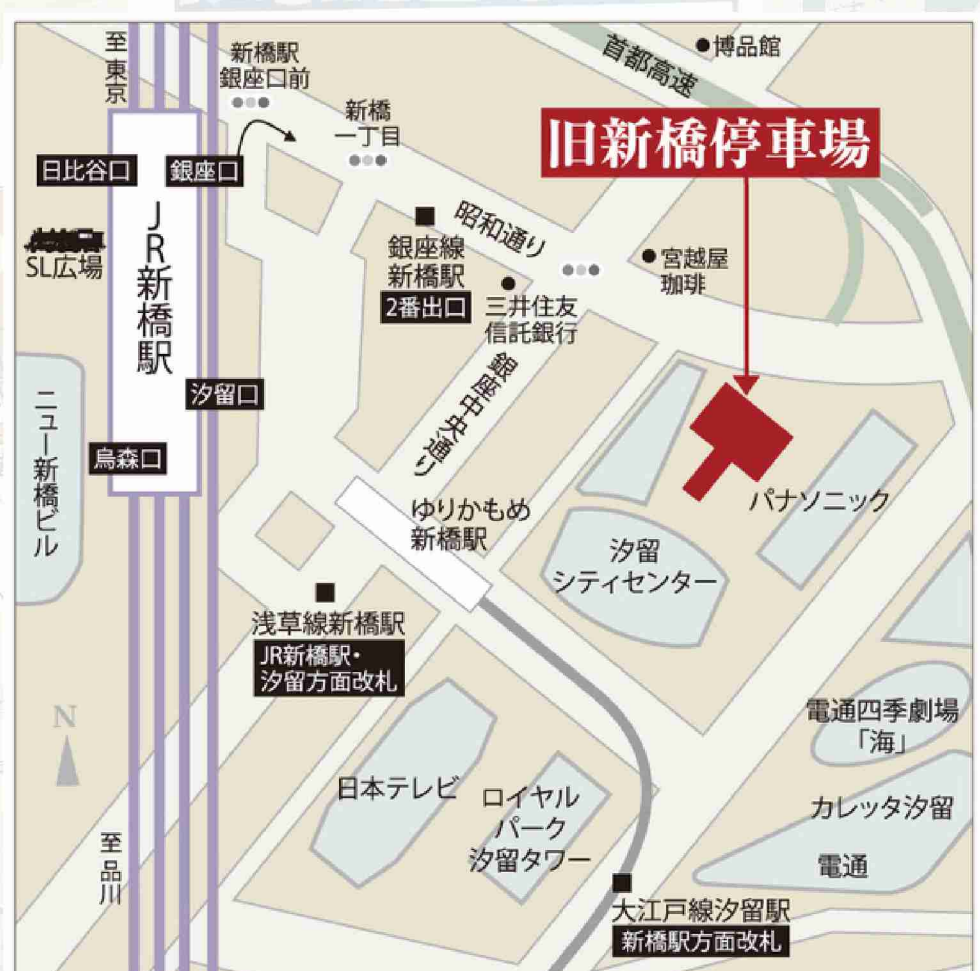 至東京
新橋駅
銀座口前
新橋
一丁目
首都高速
博品館
旧新橋停車場
日比谷口
銀座口
JR新橋駅
SL広場
昭和通り
銀座線
新橋駅
2番出口
三井住友
信託銀行
宮越屋
珈琲
汐留口
烏森口
ニュー新橋ビル
銀座中央通り
ゆりかもめ
新橋駅
パナソニック
汐留
シティセンター
浅草線新橋駅
JR新橋駅・
汐留方面改札
N
電通四季劇場
「海」
日本テレビ
ロイヤル
パーク
汐留タワー
カレッタ汐留
電通
至品川
大江戸線汐留駅
新橋駅方面改札